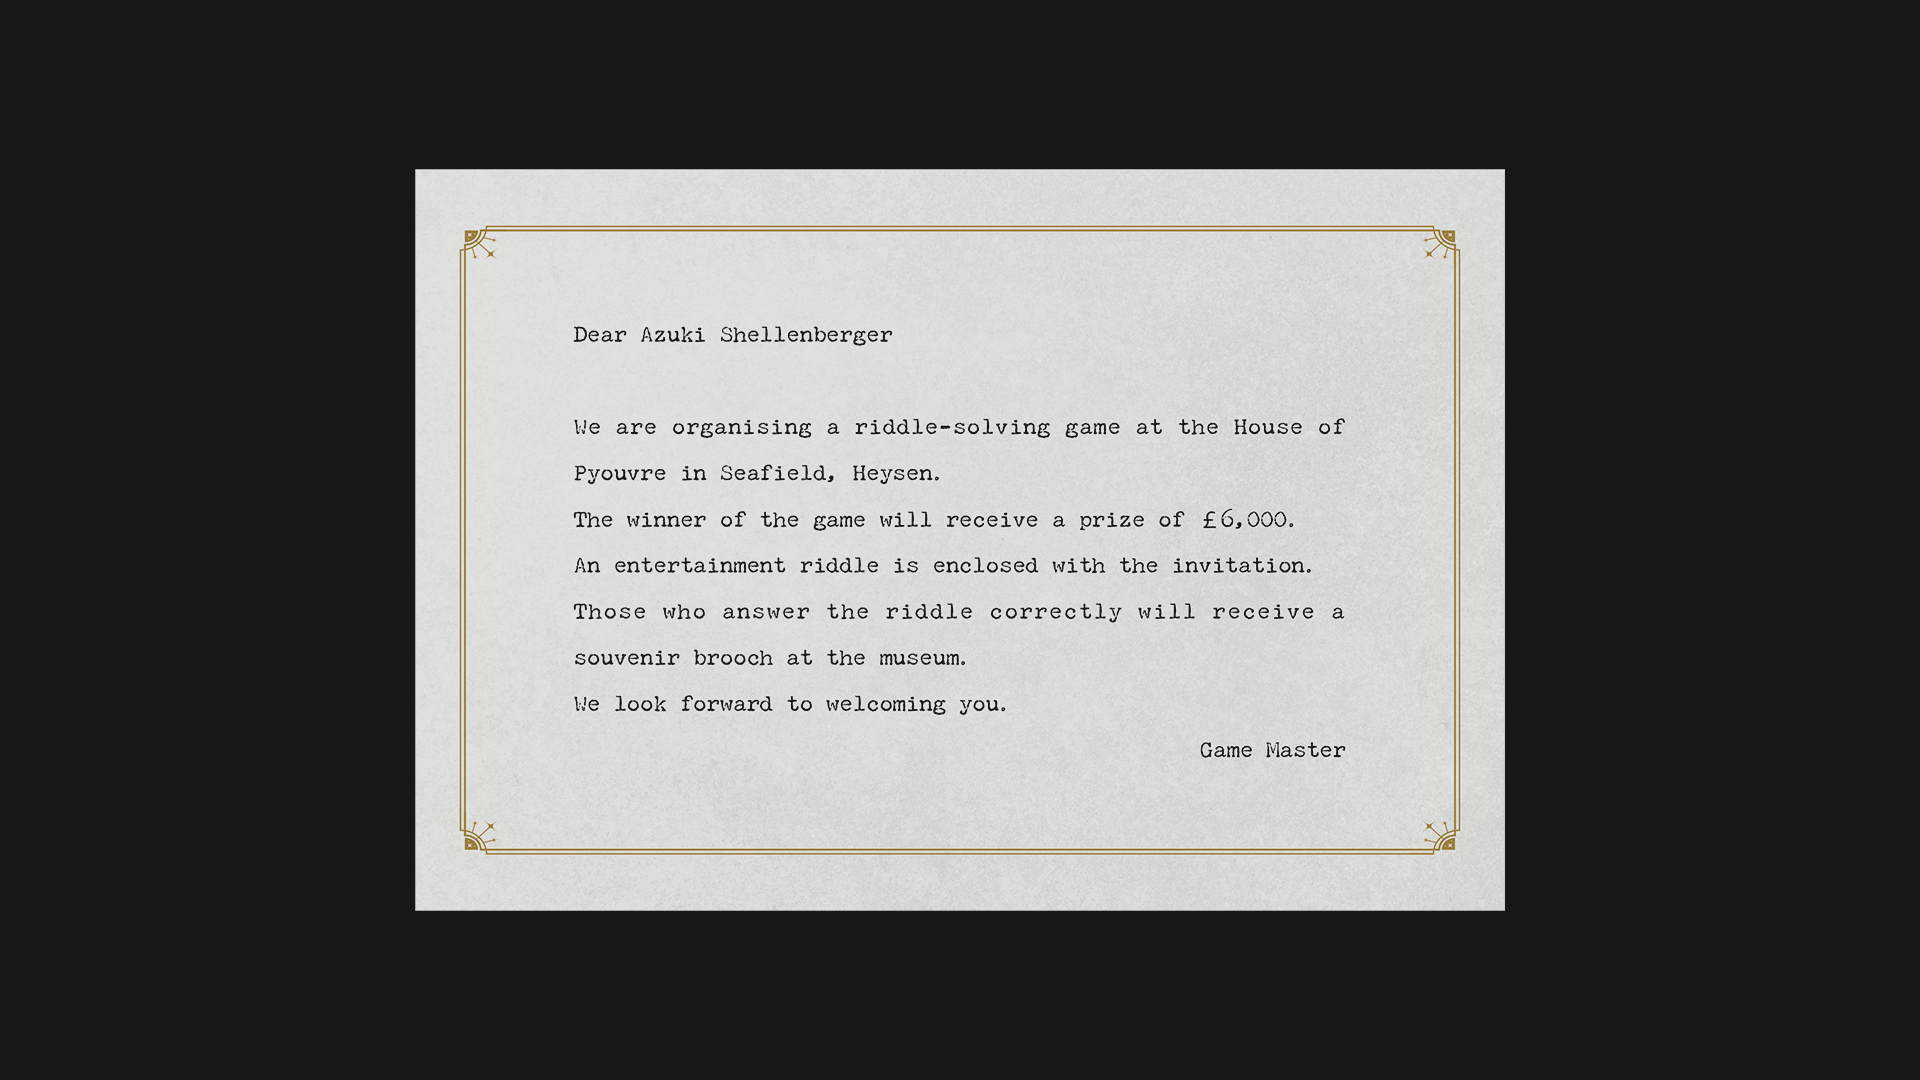 Dear Azuki Shellenberger
We are organising a riddle-solving game at the House of
Pyouvre in Seafield, Heysen.
The winner of the game will receive a prize of £6,000.
An entertainment riddle is enclosed with the invitation.
Those who answer the riddle correctly will receive a
souvenir brooch at the museum.
We look forward to welcoming you.
Game Master